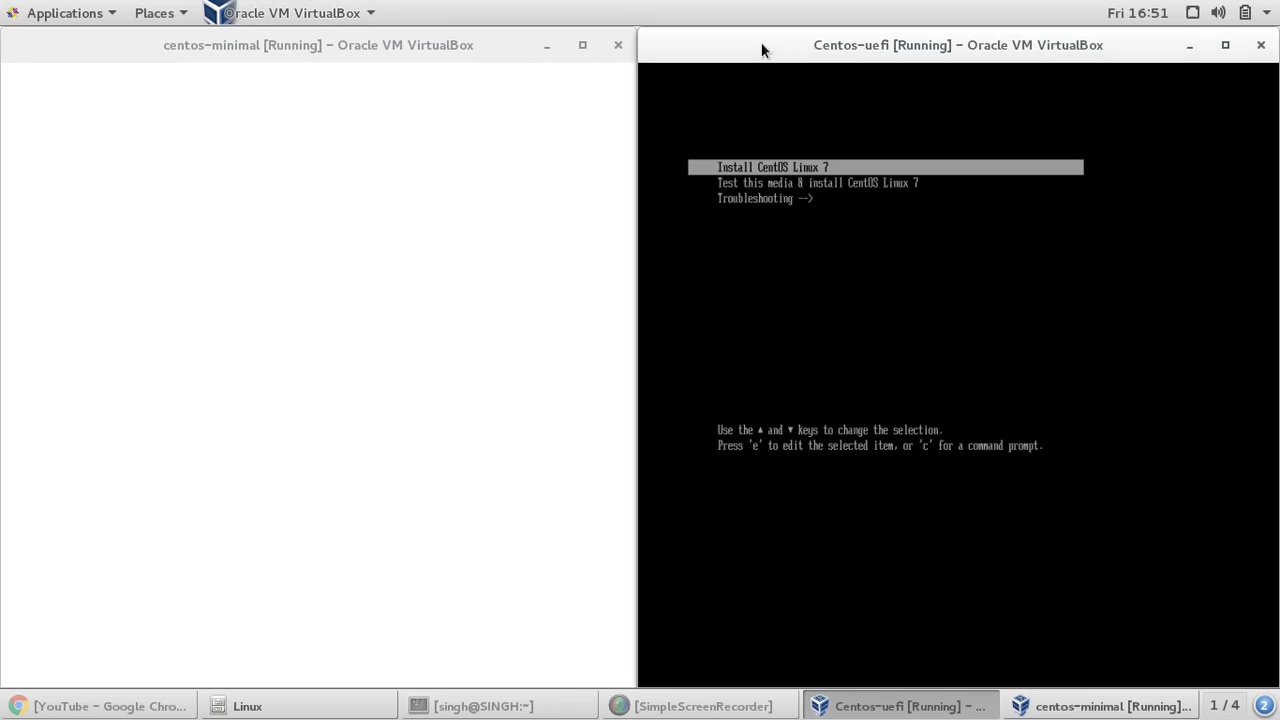 Applications Places Oracle VM VirtualBox Fri 16:51
centos-minimal [Running] – Oracle VM VirtualBox
Centos-uefi [Running] – Oracle VM VirtualBox
Install CentOS Linux 7
Test this media & install CentOS Linux 7
Troubleshooting -->
Use the ▲ and ▼ keys to change the selection.
Press 'e' to edit the selected item, or 'c' for a command prompt.
[YouTube – Google Chro... Linux [singh@SINGH:~] [SimpleScreenRecorder] Centos-uefi [Running] – ... centos-minimal [Running]... 1 / 4 2